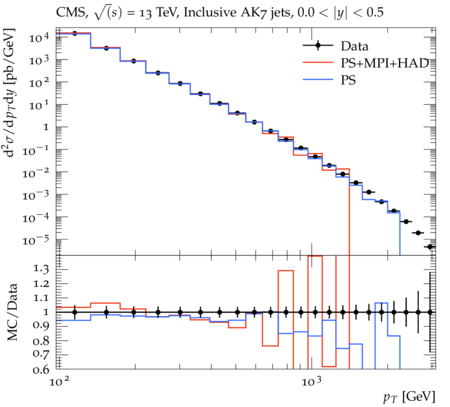 CMS, √(s) = 13 TeV, Inclusive AK7 jets, 0.0 < |y| < 0.5
d²σ/dp_T dy [pb/GeV]
10⁴
10³
10²
10¹
1
10⁻¹
10⁻²
10⁻³
10⁻⁴
10⁻⁵
Data
PS+MPI+HAD
PS
MC/Data
1.3
1.2
1.1
1
0.9
0.8
0.7
0.6
10² 10³
p_T [GeV]